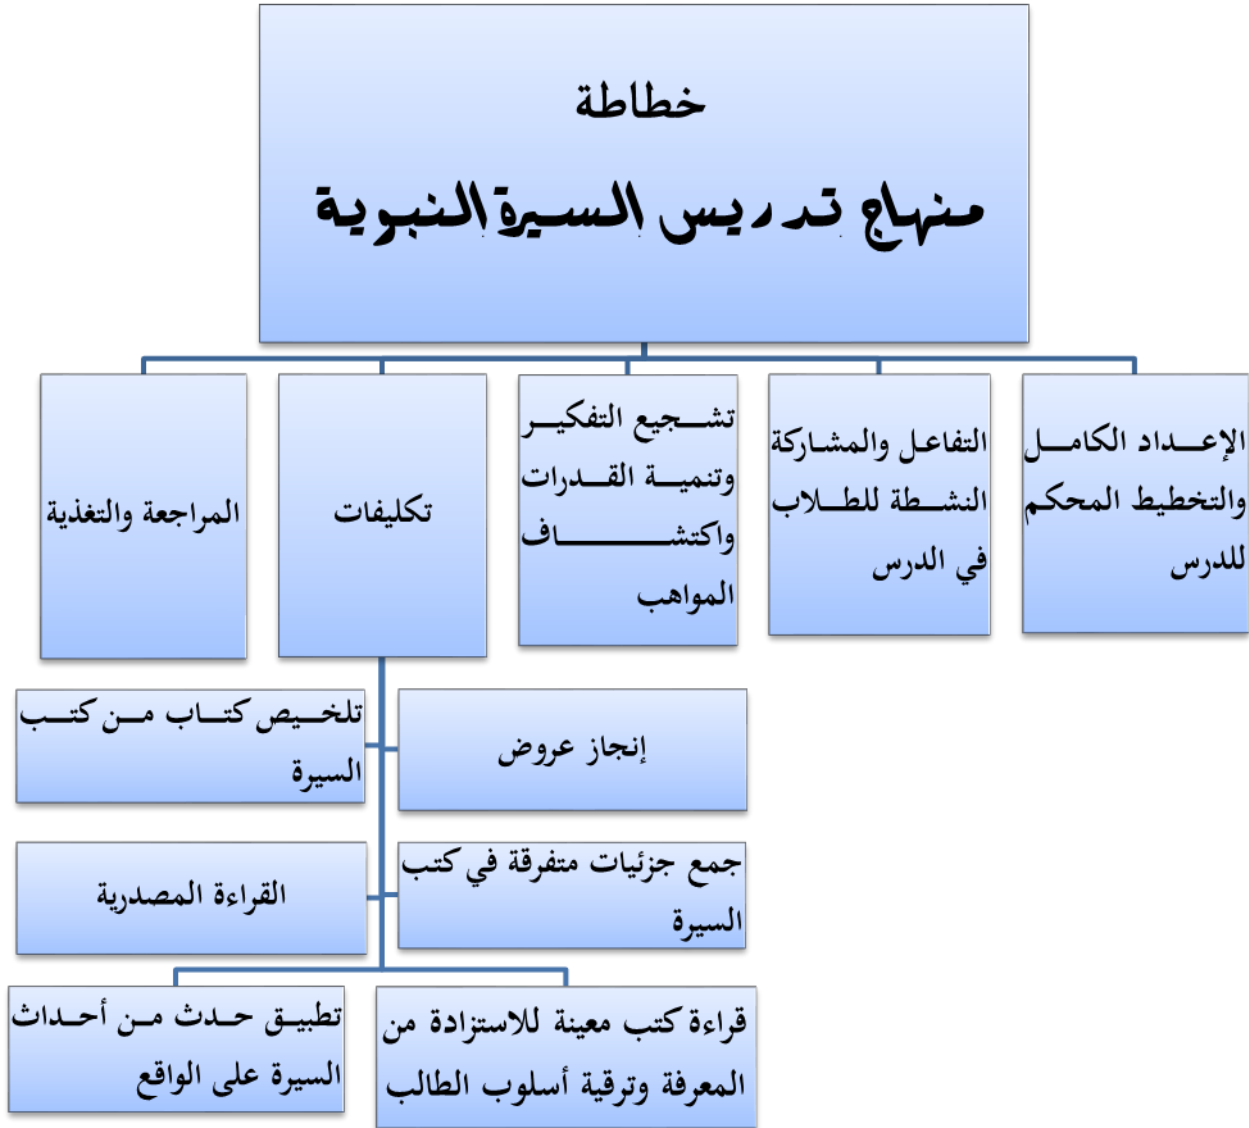 خطاطة
منهاج تدريس السيرة النبوية
الإعداد الكامل
والتخطيط المحكم
للدرس
التفاعل والمشاركة
النشطة للطلاب
في الدرس
تشجيع التفكير
وتنمية القدرات
واكتشاف
المواهب
تكليفات
المراجعة والتغذية
إنجاز عروض
تلخيص كتاب من كتب
السيرة
جمع جزئيات متفرقة في كتب
السيرة
القراءة المصدرية
قراءة كتب معينة للاستزادة من
المعرفة وترقية أسلوب الطالب
تطبيق حدث من أحداث
السيرة على الواقع